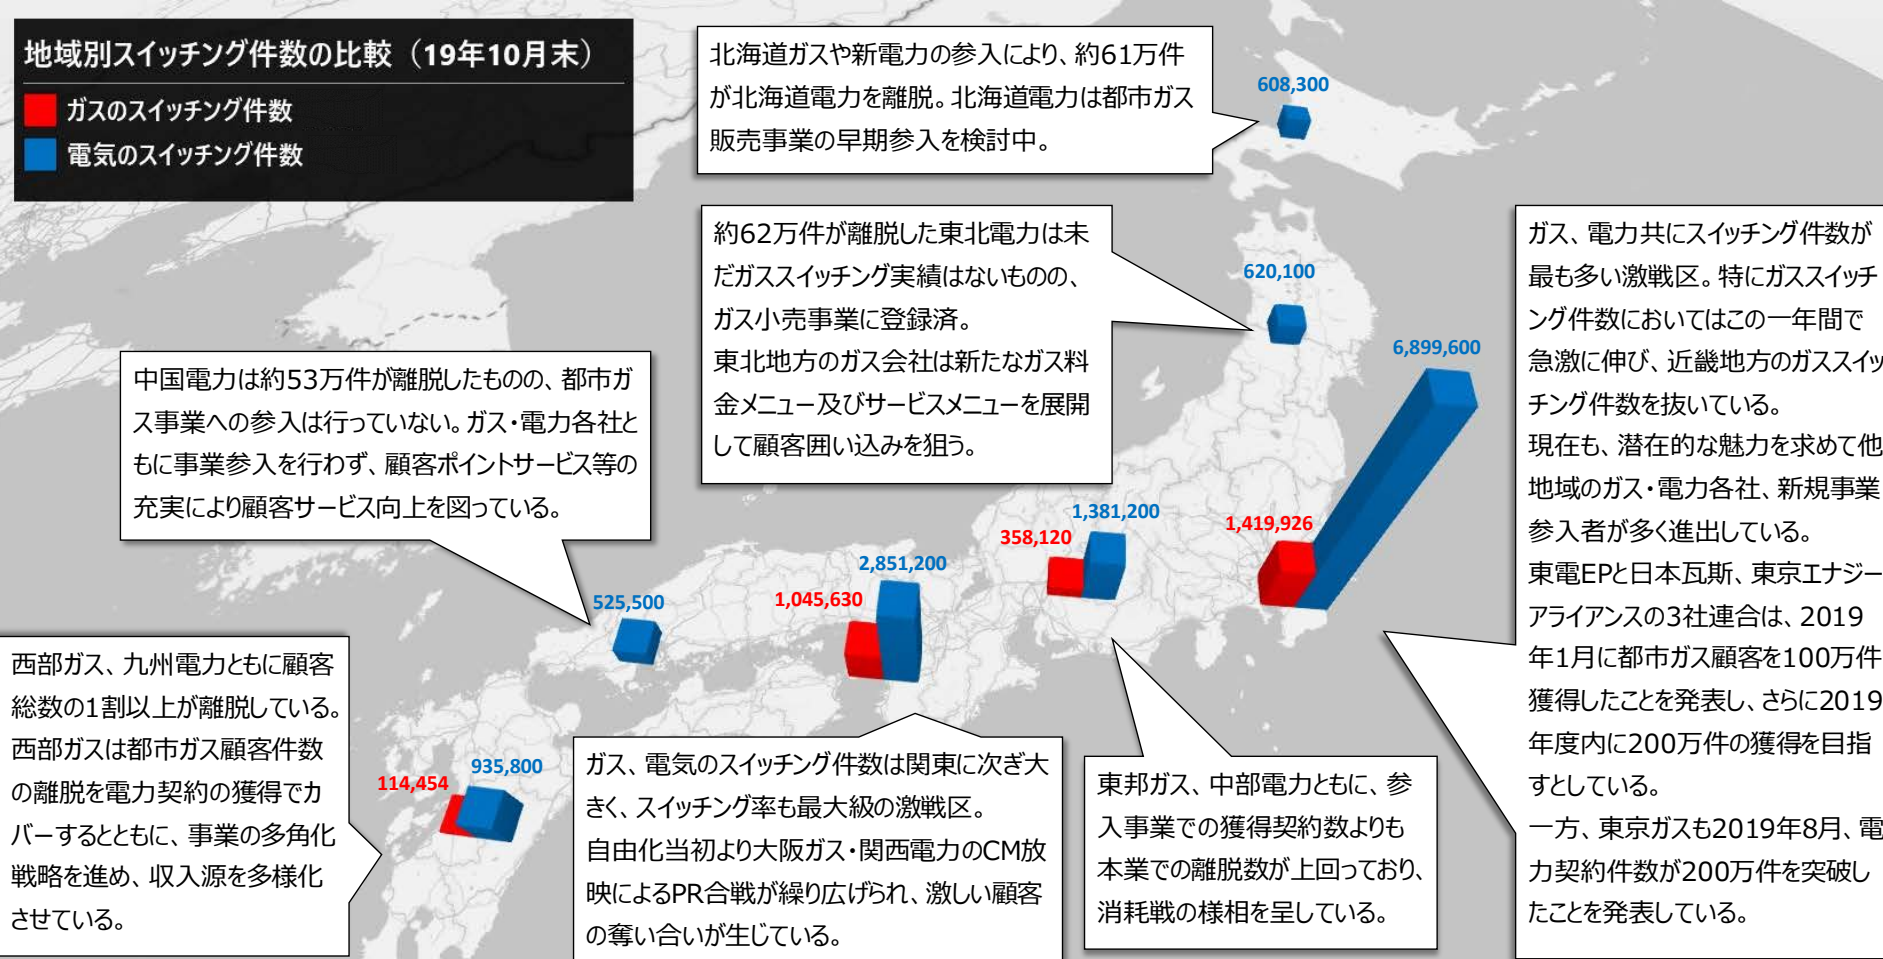 地域別スイッチング件数の比較（19年10月末）
ガスのスイッチング件数
電気のスイッチング件数
北海道ガスや新電力の参入により、約61万件
が北海道電力を離脱。北海道電力は都市ガス
販売事業の早期参入を検討中。
608,300
約62万件が離脱した東北電力は未
だガススイッチング実績はないものの、
ガス小売事業に登録済。
東北地方のガス会社は新たなガス料
金メニュー及びサービスメニューを展開
して顧客囲い込みを狙う。
620,100
ガス、電力共にスイッチング件数が
最も多い激戦区。特にガススイッチ
ング件数においてはこの一年間で
急激に伸び、近畿地方のガススイッ
チング件数を抜いている。
現在も、潜在的な魅力を求めて他
地域のガス・電力各社、新規事業
参入者が多く進出している。
東電EPと日本瓦斯、東京エナジー
アライアンスの3社連合は、2019
年1月に都市ガス顧客を100万件
獲得したことを発表し、さらに2019
年度内に200万件の獲得を目指
すとしている。
一方、東京ガスも2019年8月、電
力契約件数が200万件を突破し
たことを発表している。
6,899,600
1,419,926
中国電力は約53万件が離脱したものの、都市ガ
ス事業への参入は行っていない。ガス・電力各社と
もに事業参入を行わず、顧客ポイントサービス等の
充実により顧客サービス向上を図っている。
525,500
1,381,200
358,120
2,851,200
1,045,630
西部ガス、九州電力ともに顧客
総数の1割以上が離脱している。
西部ガスは都市ガス顧客件数
の離脱を電力契約の獲得でカ
バーするとともに、事業の多角化
戦略を進め、収入源を多様化
させている。
935,800
114,454
ガス、電気のスイッチング件数は関東に次ぎ大
きく、スイッチング率も最大級の激戦区。
自由化当初より大阪ガス・関西電力のCM放
映によるPR合戦が繰り広げられ、激しい顧客
の奪い合いが生じている。
東邦ガス、中部電力ともに、参
入事業での獲得契約数よりも
本業での離脱数が上回っており、
消耗戦の様相を呈している。